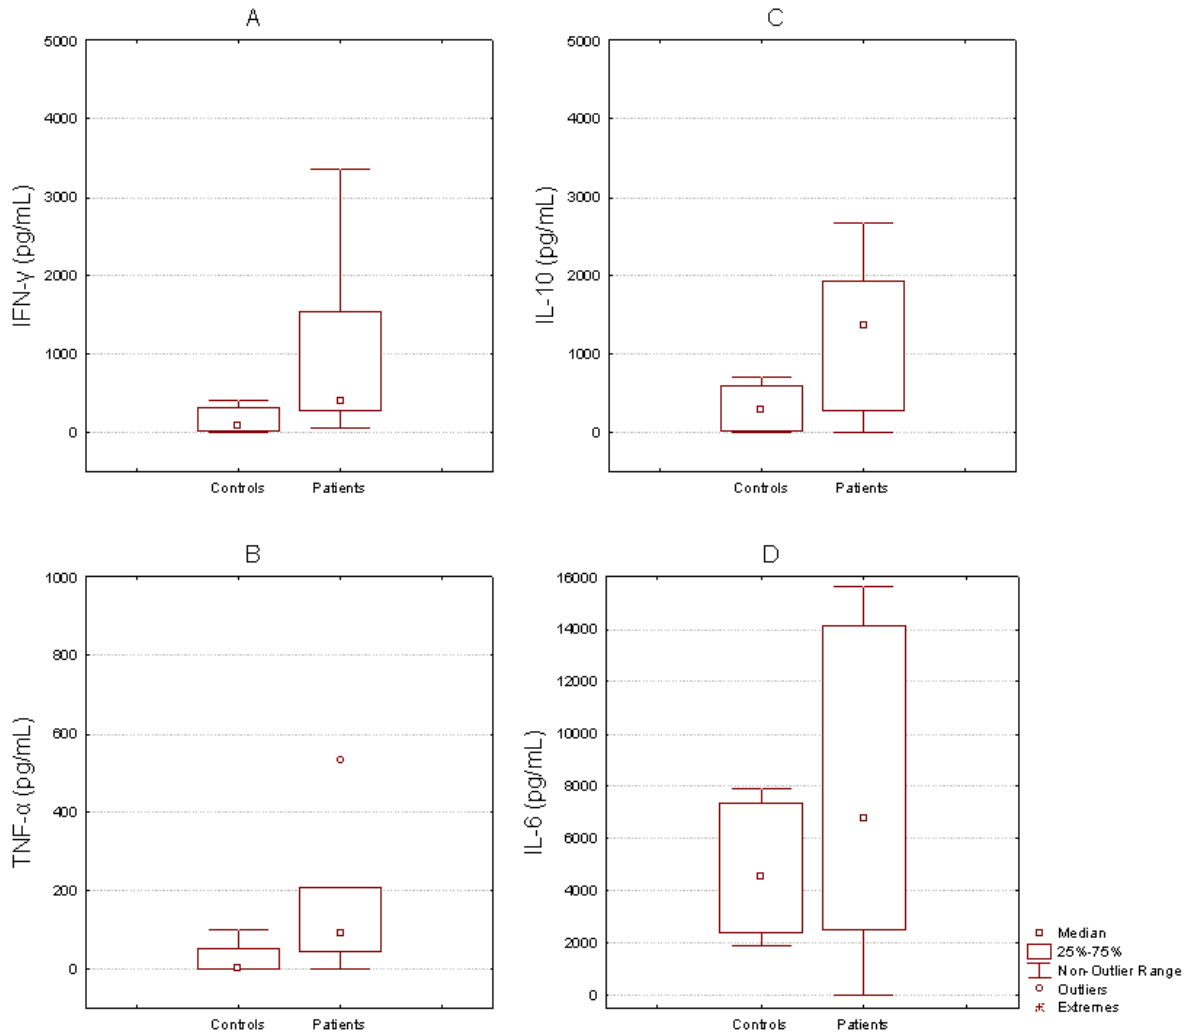 A
5000
4000
3000
2000
1000
0
IFN-γ (pg/mL)
Controls Patients
C
5000
4000
3000
2000
1000
0
IL-10 (pg/mL)
Controls Patients
B
1000
800
600
400
200
0
TNF-α (pg/mL)
Controls Patients
D
16000
14000
12000
10000
8000
6000
4000
2000
0
IL-6 (pg/mL)
Controls Patients
Median
25%-75%
Non-Outlier Range
Outliers
Extremes